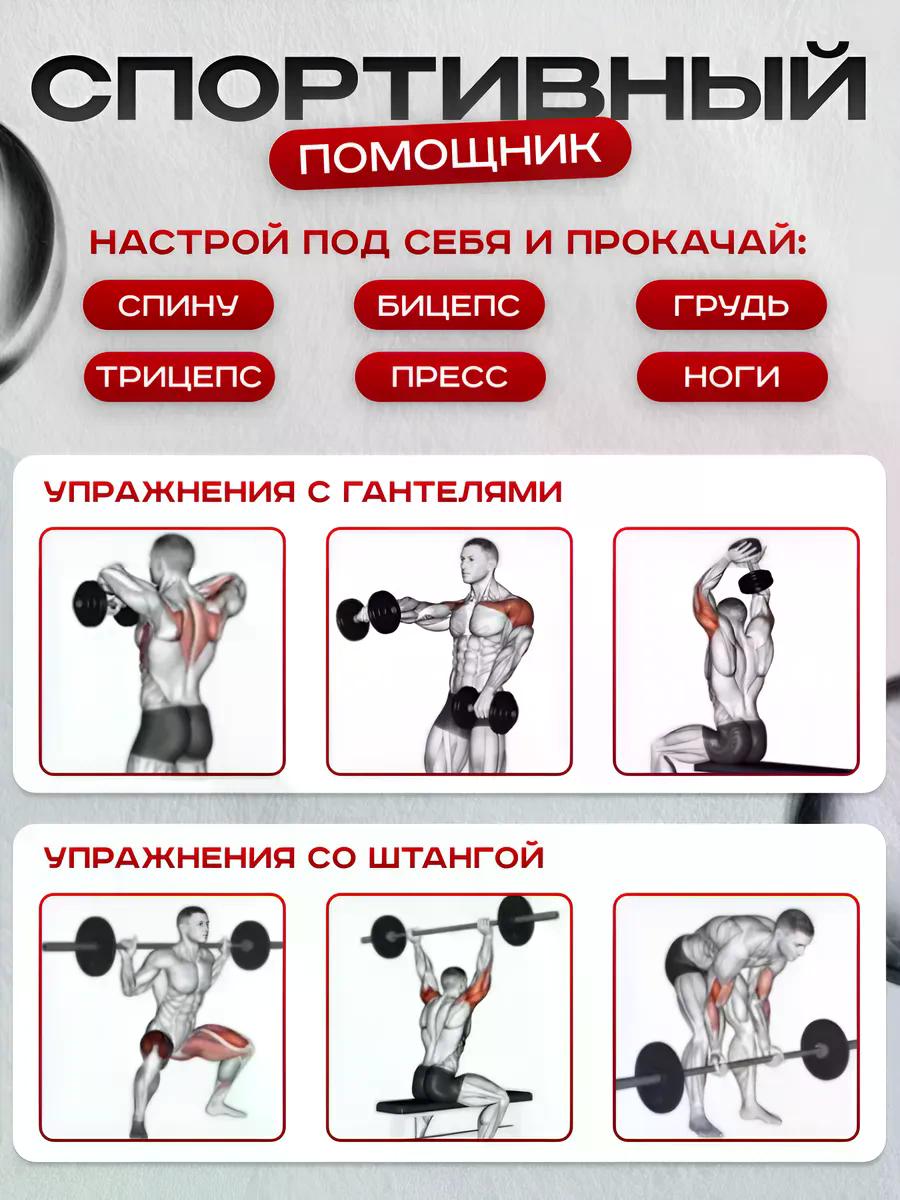 СПОРТИВНЫЙ
ПОМОЩНИК
НАСТРОЙ ПОД СЕБЯ И ПРОКАЧАЙ:
СПИНУ БИЦЕПС ГРУДЬ
ТРИЦЕПС ПРЕСС НОГИ
УПРАЖНЕНИЯ С ГАНТЕЛЯМИ
УПРАЖНЕНИЯ СО ШТАНГОЙ